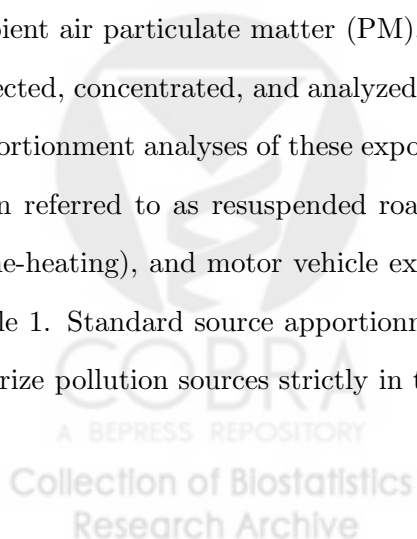 bient air particulate matter (PM).
ected, concentrated, and analyzed
ortionment analyses of these expo
n referred to as resuspended roa
ne-heating), and motor vehicle ex
le 1. Standard source apportionm
rize pollution sources strictly in t
COBRA
A BEPRESS REPOSITORY
Collection of Biostatistics
Research Archive